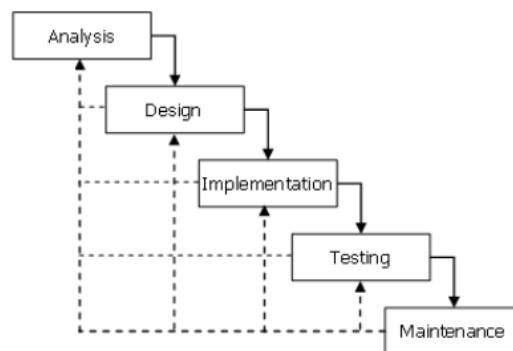 Analysis
Design
Implementation
Testing
Maintenance